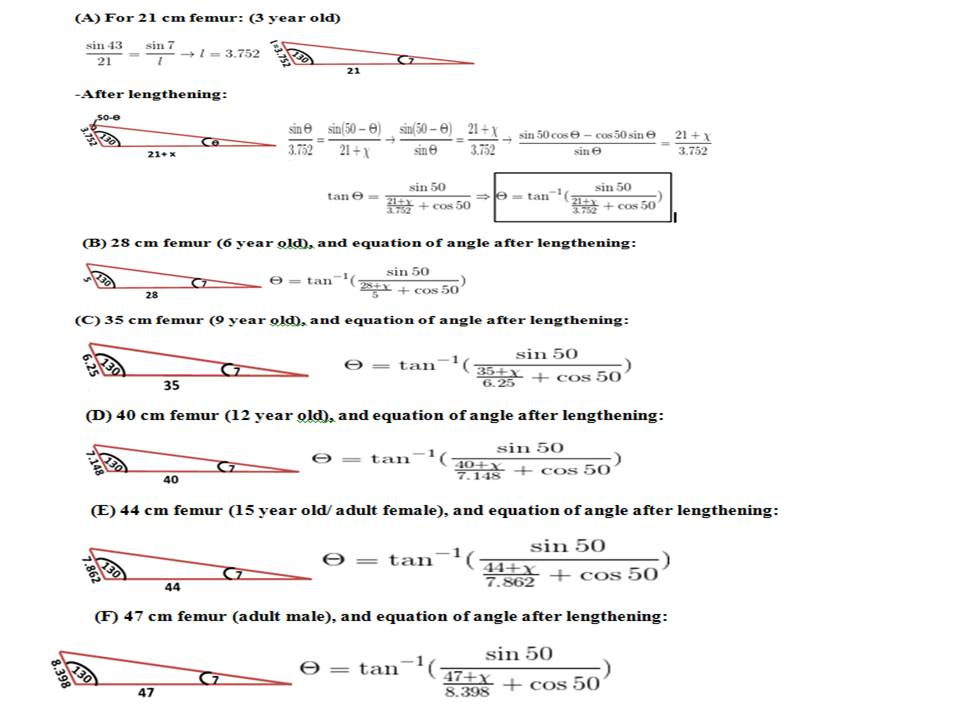 (A) For 21 cm femur: (3 year old)
sin 43 / 21 = sin 7 / l → l = 3.752
l=3.752 130 7
21
-After lengthening:
50-Θ
3.752 130 Θ
21+ x
sin Θ / 3.752 = sin(50 − Θ) / 21 + χ → sin(50 − Θ) / sin Θ = 21 + χ / 3.752 → sin 50 cos Θ − cos 50 sin Θ / sin Θ = 21 + χ / 3.752
tan Θ = sin 50 / (21+χ / 3.752 + cos 50) ⇒ Θ = tan⁻¹( sin 50 / (21+χ / 3.752 + cos 50) )
(B) 28 cm femur (6 year old), and equation of angle after lengthening:
5 130 7
28
Θ = tan⁻¹( sin 50 / (28+χ / 5 + cos 50) )
(C) 35 cm femur (9 year old), and equation of angle after lengthening:
6.25 130 7
35
Θ = tan⁻¹( sin 50 / (35+χ / 6.25 + cos 50) )
(D) 40 cm femur (12 year old), and equation of angle after lengthening:
7.148 130 7
40
Θ = tan⁻¹( sin 50 / (40+χ / 7.148 + cos 50) )
(E) 44 cm femur (15 year old/ adult female), and equation of angle after lengthening:
7.862 130 7
44
Θ = tan⁻¹( sin 50 / (44+χ / 7.862 + cos 50) )
(F) 47 cm femur (adult male), and equation of angle after lengthening:
8.398 130 7
47
Θ = tan⁻¹( sin 50 / (47+χ / 8.398 + cos 50) )